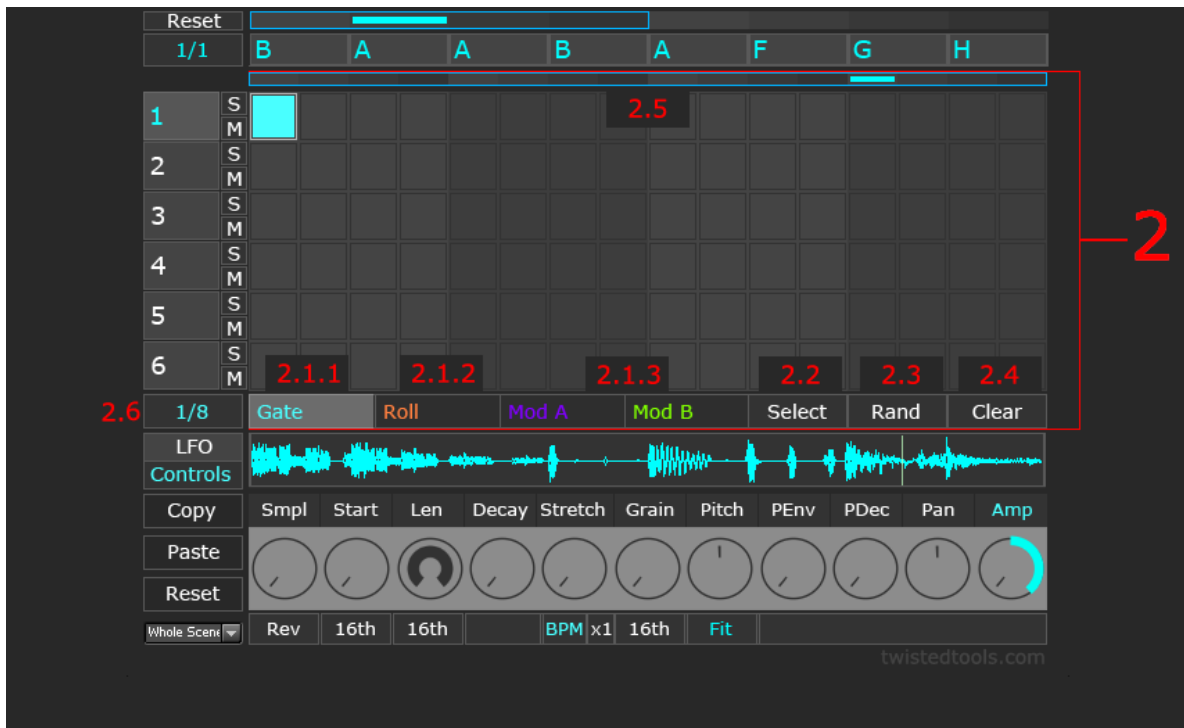 Reset
1/1 B A A B A F G H
1 S M 2.5
2 S M
3 S M
4 S M
5 S M
6 S M 2.1.1 2.1.2 2.1.3 2.2 2.3 2.4
2
2.6 1/8 Gate Roll Mod A Mod B Select Rand Clear
LFO
Controls
Copy Smpl Start Len Decay Stretch Grain Pitch PEnv PDec Pan Amp
Paste
Reset
Whole Scene Rev 16th 16th BPM x1 16th Fit
twistedtools.com